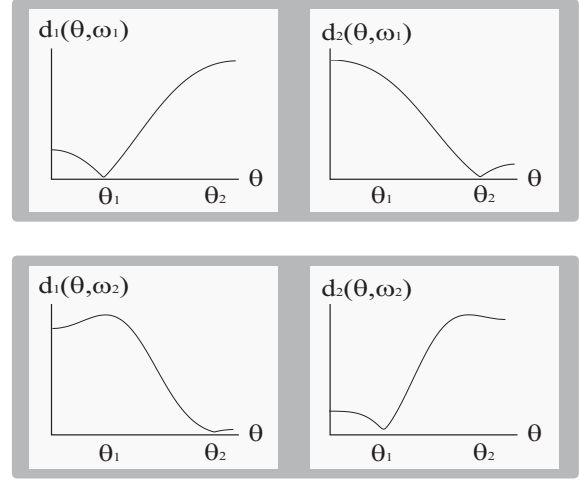 d₁(θ,ω₁)
θ
θ₁ θ₂
d₂(θ,ω₁)
θ
θ₁ θ₂
d₁(θ,ω₂)
θ
θ₁ θ₂
d₂(θ,ω₂)
θ
θ₁ θ₂